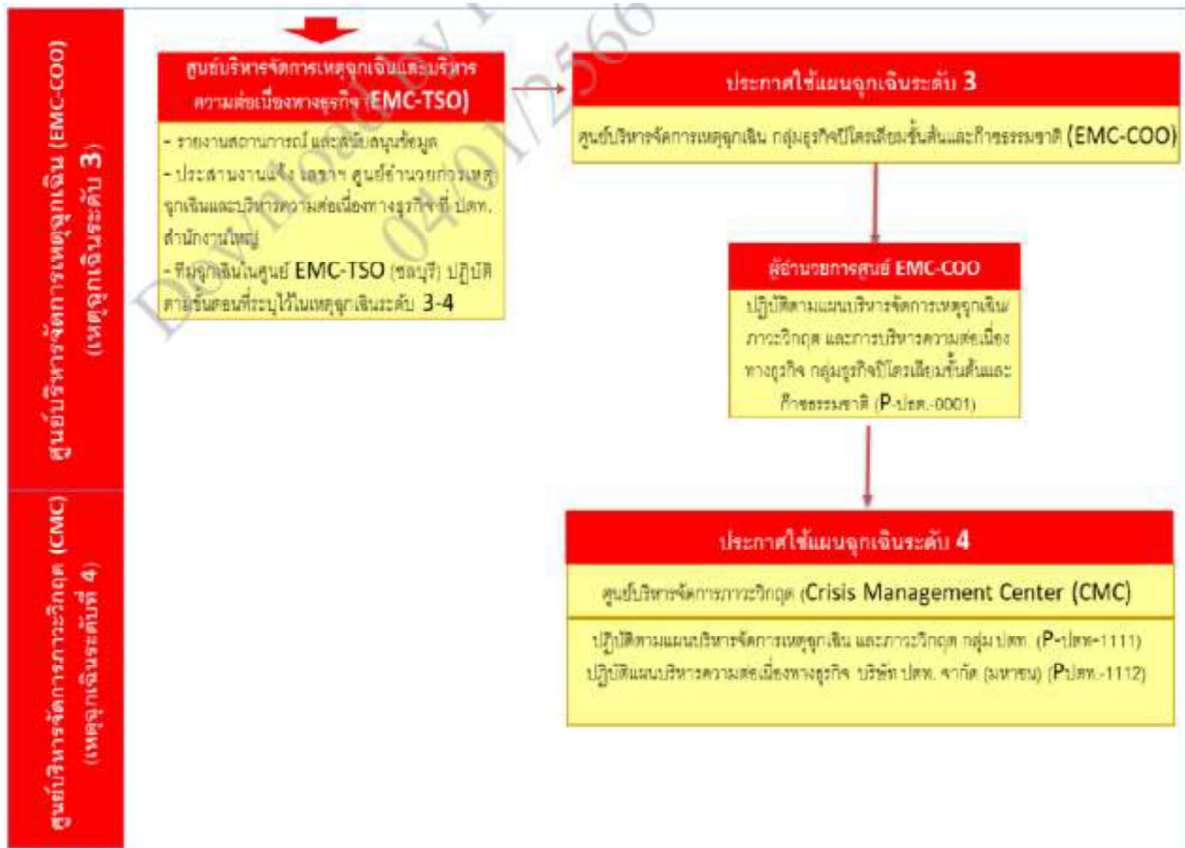 ศูนย์บริหารจัดการเหตุฉุกเฉิน (EMC-COO)
(เหตุฉุกเฉินระดับ 3)
ศูนย์บริหารจัดการเหตุฉุกเฉินและบริหาร
ความต่อเนื่องทางธุรกิจ (EMC-TSO)
- รายงานสถานการณ์ และสนับสนุนข้อมูล
- ประสานงานแจ้ง เลขาฯ ศูนย์อำนวยการเหตุ
ฉุกเฉินและบริหารความต่อเนื่องทางธุรกิจ ที่ ปตท.
สำนักงานใหญ่
- ทีมฉุกเฉินในศูนย์ EMC-TSO (ชลบุรี) ปฏิบัติ
ตามขั้นตอนที่ระบุไว้ในเหตุฉุกเฉินระดับ 3-4
ประกาศใช้แผนฉุกเฉินระดับ 3
ศูนย์บริหารจัดการเหตุฉุกเฉิน กลุ่มธุรกิจปิโตรเลียมขั้นต้นและก๊าซธรรมชาติ (EMC-COO)
ผู้อำนวยการศูนย์ EMC-COO
ปฏิบัติตามแผนบริหารจัดการเหตุฉุกเฉิน/
ภาวะวิกฤต และการบริหารความต่อเนื่อง
ทางธุรกิจ กลุ่มธุรกิจปิโตรเลียมขั้นต้นและ
ก๊าซธรรมชาติ (P-ปธต.-0001)
ศูนย์บริหารจัดการภาวะวิกฤต (CMC)
(เหตุฉุกเฉินระดับที่ 4)
ประกาศใช้แผนฉุกเฉินระดับ 4
ศูนย์บริหารจัดการภาวะวิกฤต (Crisis Management Center (CMC)
ปฏิบัติตามแผนบริหารจัดการเหตุฉุกเฉิน และภาวะวิกฤต กลุ่ม ปตท. (P-ปตท-1111)
ปฏิบัติแผนบริหารความต่อเนื่องทางธุรกิจ บริษัท ปตท. จำกัด (มหาชน) (Pปตท.-1112)
Download by
04/01/2566